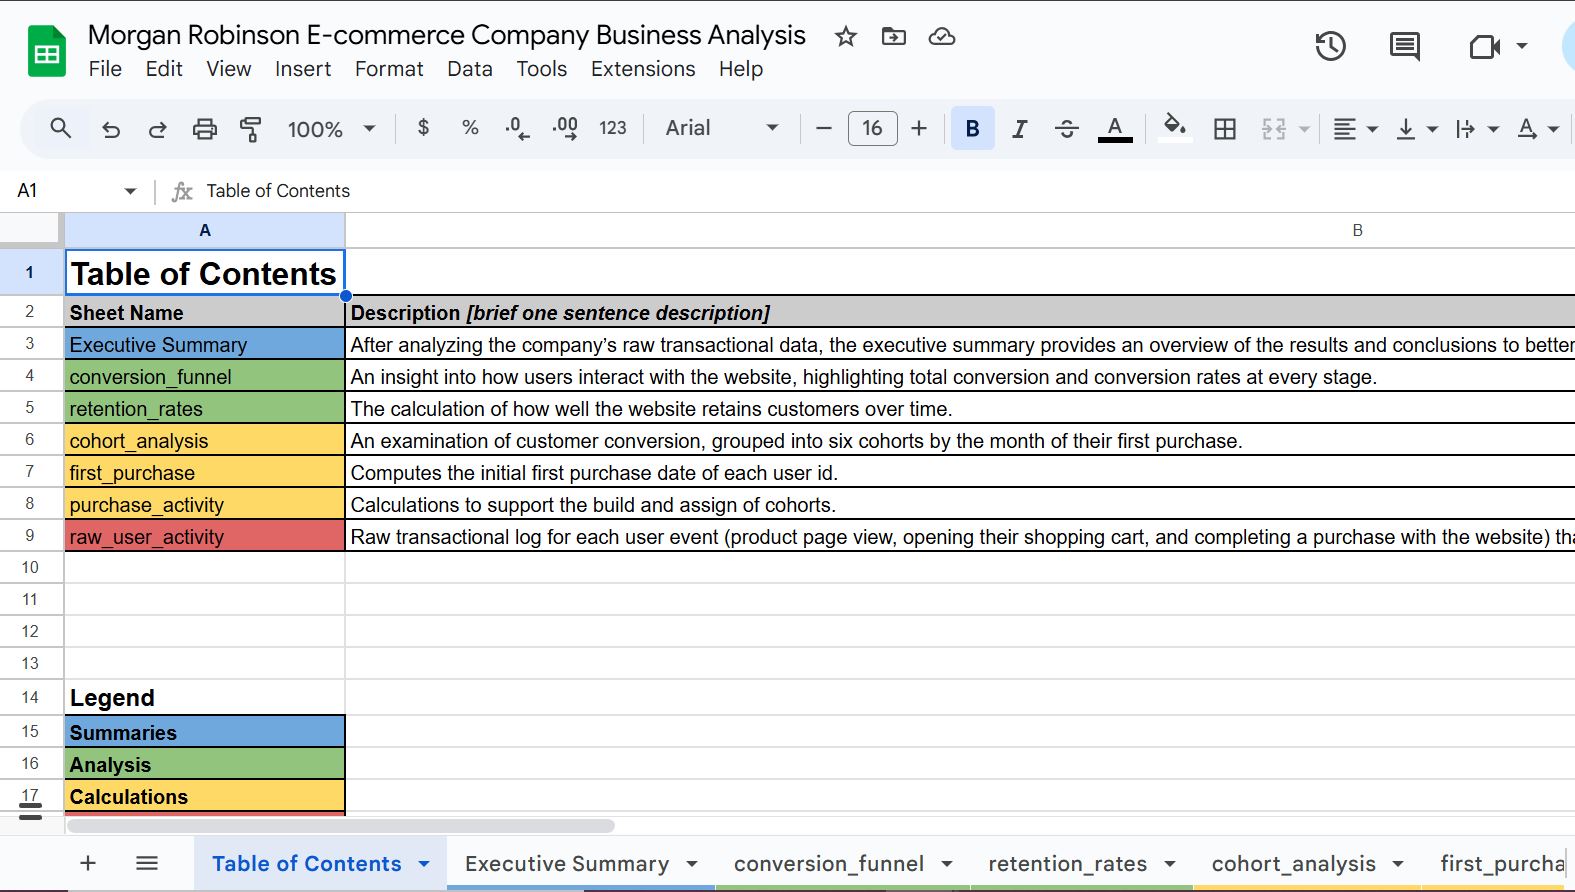 Morgan Robinson E-commerce Company Business Analysis
File Edit View Insert Format Data Tools Extensions Help
100% $ % .0 .00 123 Arial 16 B I S A A
A1 fx Table of Contents
A B
1 Table of Contents
2 Sheet Name Description [brief one sentence description]
3 Executive Summary After analyzing the company's raw transactional data, the executive summary provides an overview of the results and conclusions to better
4 conversion_funnel An insight into how users interact with the website, highlighting total conversion and conversion rates at every stage.
5 retention_rates The calculation of how well the website retains customers over time.
6 cohort_analysis An examination of customer conversion, grouped into six cohorts by the month of their first purchase.
7 first_purchase Computes the initial first purchase date of each user id.
8 purchase_activity Calculations to support the build and assign of cohorts.
9 raw_user_activity Raw transactional log for each user event (product page view, opening their shopping cart, and completing a purchase with the website) tha
10
11
12
13
14 Legend
15 Summaries
16 Analysis
17 Calculations
Table of Contents Executive Summary conversion_funnel retention_rates cohort_analysis first_purcha